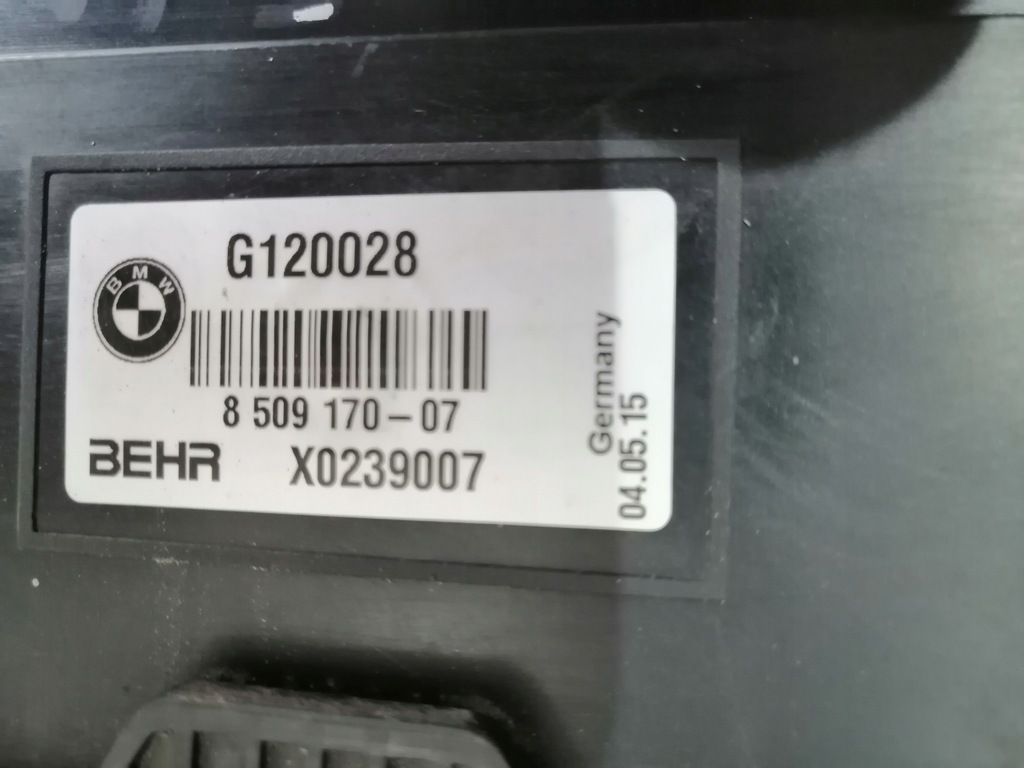 G120028
BMW
8 509 170-07
BEHR X0239007
Germany
04.05.15